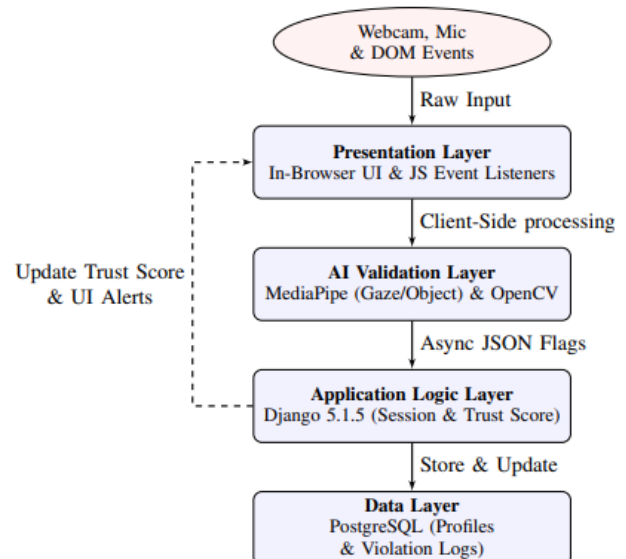 Webcam, Mic
& DOM Events
Raw Input
Presentation Layer
In-Browser UI & JS Event Listeners
Client-Side processing
Update Trust Score
& UI Alerts
AI Validation Layer
MediaPipe (Gaze/Object) & OpenCV
Async JSON Flags
Application Logic Layer
Django 5.1.5 (Session & Trust Score)
Store & Update
Data Layer
PostgreSQL (Profiles
& Violation Logs)